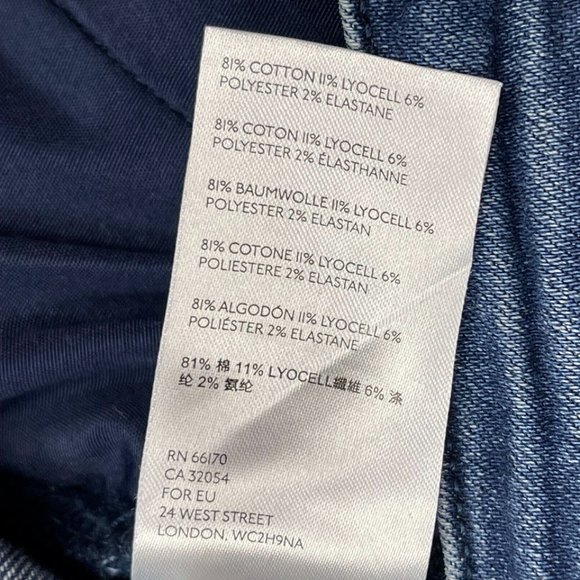 81% COTTON 11% LYOCELL 6%
POLYESTER 2% ELASTANE
81% COTON 11% LYOCELL 6%
POLYESTER 2% ÉLASTHANNE
81% BAUMWOLLE 11% LYOCELL 6%
POLYESTER 2% ELASTAN
81% COTONE 11% LYOCELL 6%
POLIESTERE 2% ELASTAN
81% ALGODÓN 11% LYOCELL 6%
POLIÉSTER 2% ELASTANE
81% 棉 11% LYOCELL纖維 6% 涤
纶 2% 氨纶
RN 66170
CA 32054
FOR EU
24 WEST STREET
LONDON, WC2H9NA